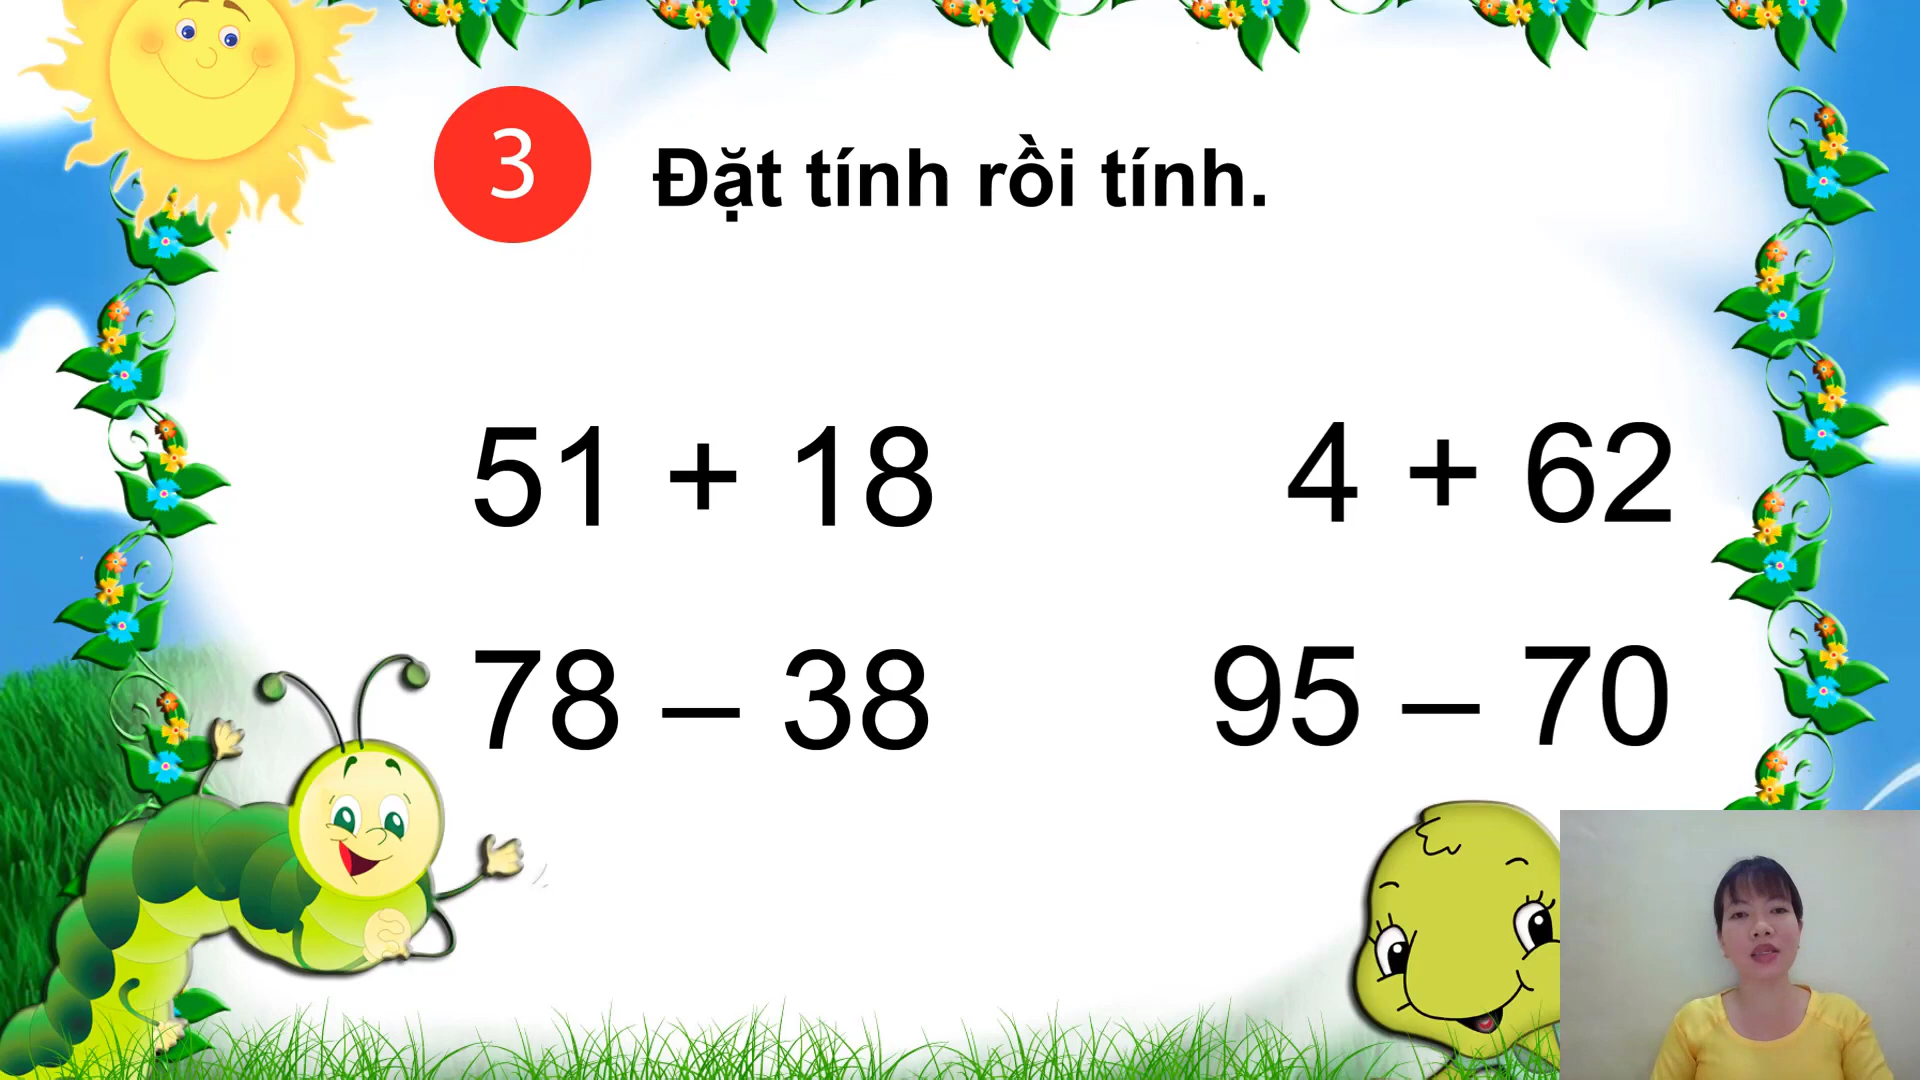 3 Đặt tính rồi tính.
51 + 18 4 + 62
78 – 38 95 – 70